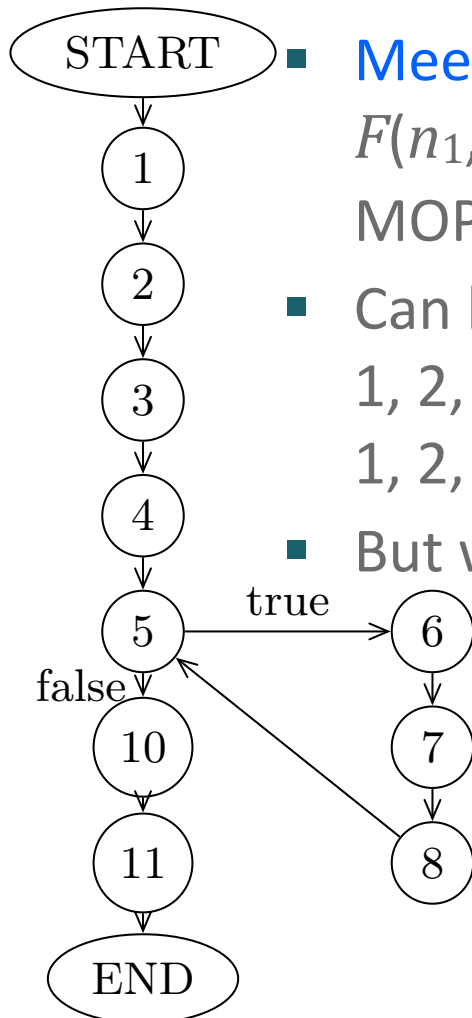 START
1
2
3
4
5
true
6
false
10
7
11
8
END
▪ Mee
F(n₁,
MOP
▪ Can
1, 2,
1, 2,
▪ But